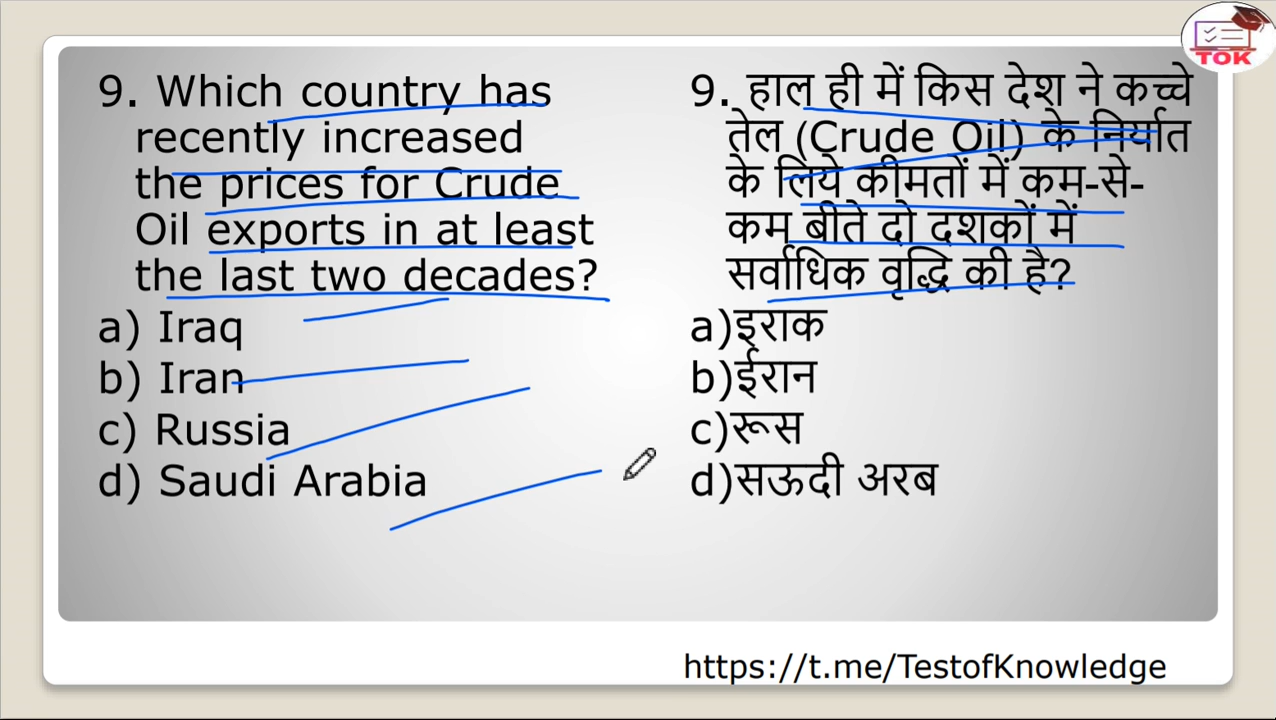 TOK
9. Which country has
recently increased
the prices for Crude
Oil exports in at least
the last two decades?
a) Iraq
b) Iran
c) Russia
d) Saudi Arabia
9. हाल ही में किस देश ने कच्चे
तेल (Crude Oil) के निर्यात
के लिये कीमतों में कम-से-
कम बीते दो दशकों में
सर्वाधिक वृद्धि की है?
a)इराक
b)ईरान
c)रूस
d)सऊदी अरब
https://t.me/TestofKnowledge